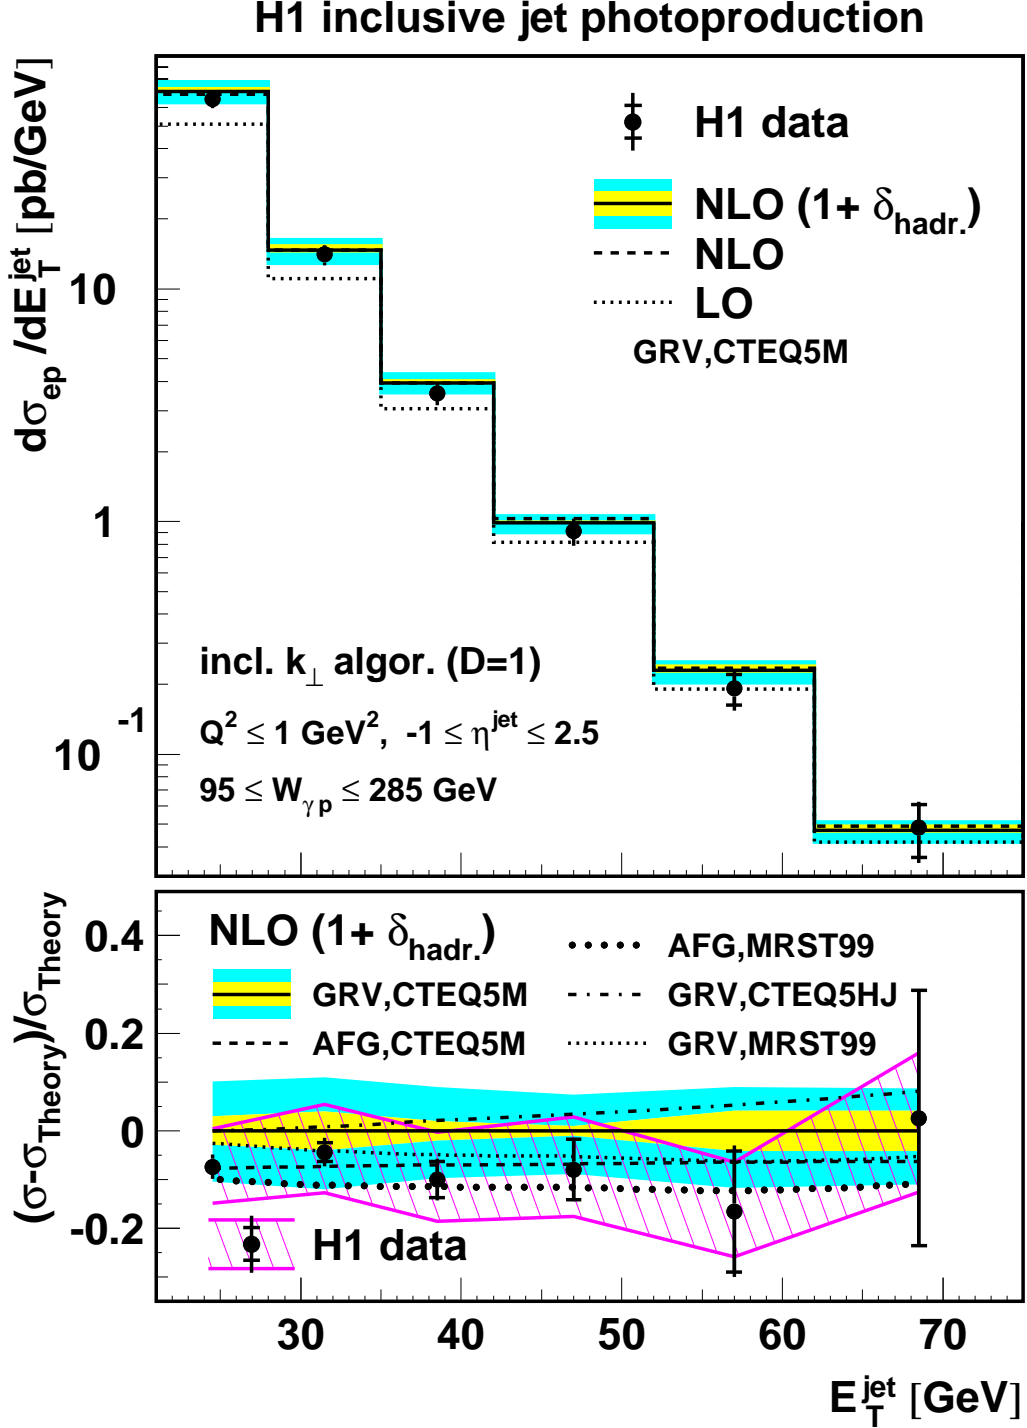 H1 inclusive jet photoproduction
dσ_ep /dE_T^jet [pb/GeV]
H1 data
NLO (1+ δ_hadr.)
NLO
LO
GRV,CTEQ5M
10
1
10^-1
incl. k_⊥ algor. (D=1)
Q^2 ≤ 1 GeV^2, -1 ≤ η^jet ≤ 2.5
95 ≤ W_γp ≤ 285 GeV
(σ-σ_Theory)/σ_Theory
0.4
0.2
0
-0.2
NLO (1+ δ_hadr.)
GRV,CTEQ5M
AFG,CTEQ5M
AFG,MRST99
GRV,CTEQ5HJ
GRV,MRST99
H1 data
30 40 50 60 70
E_T^jet [GeV]